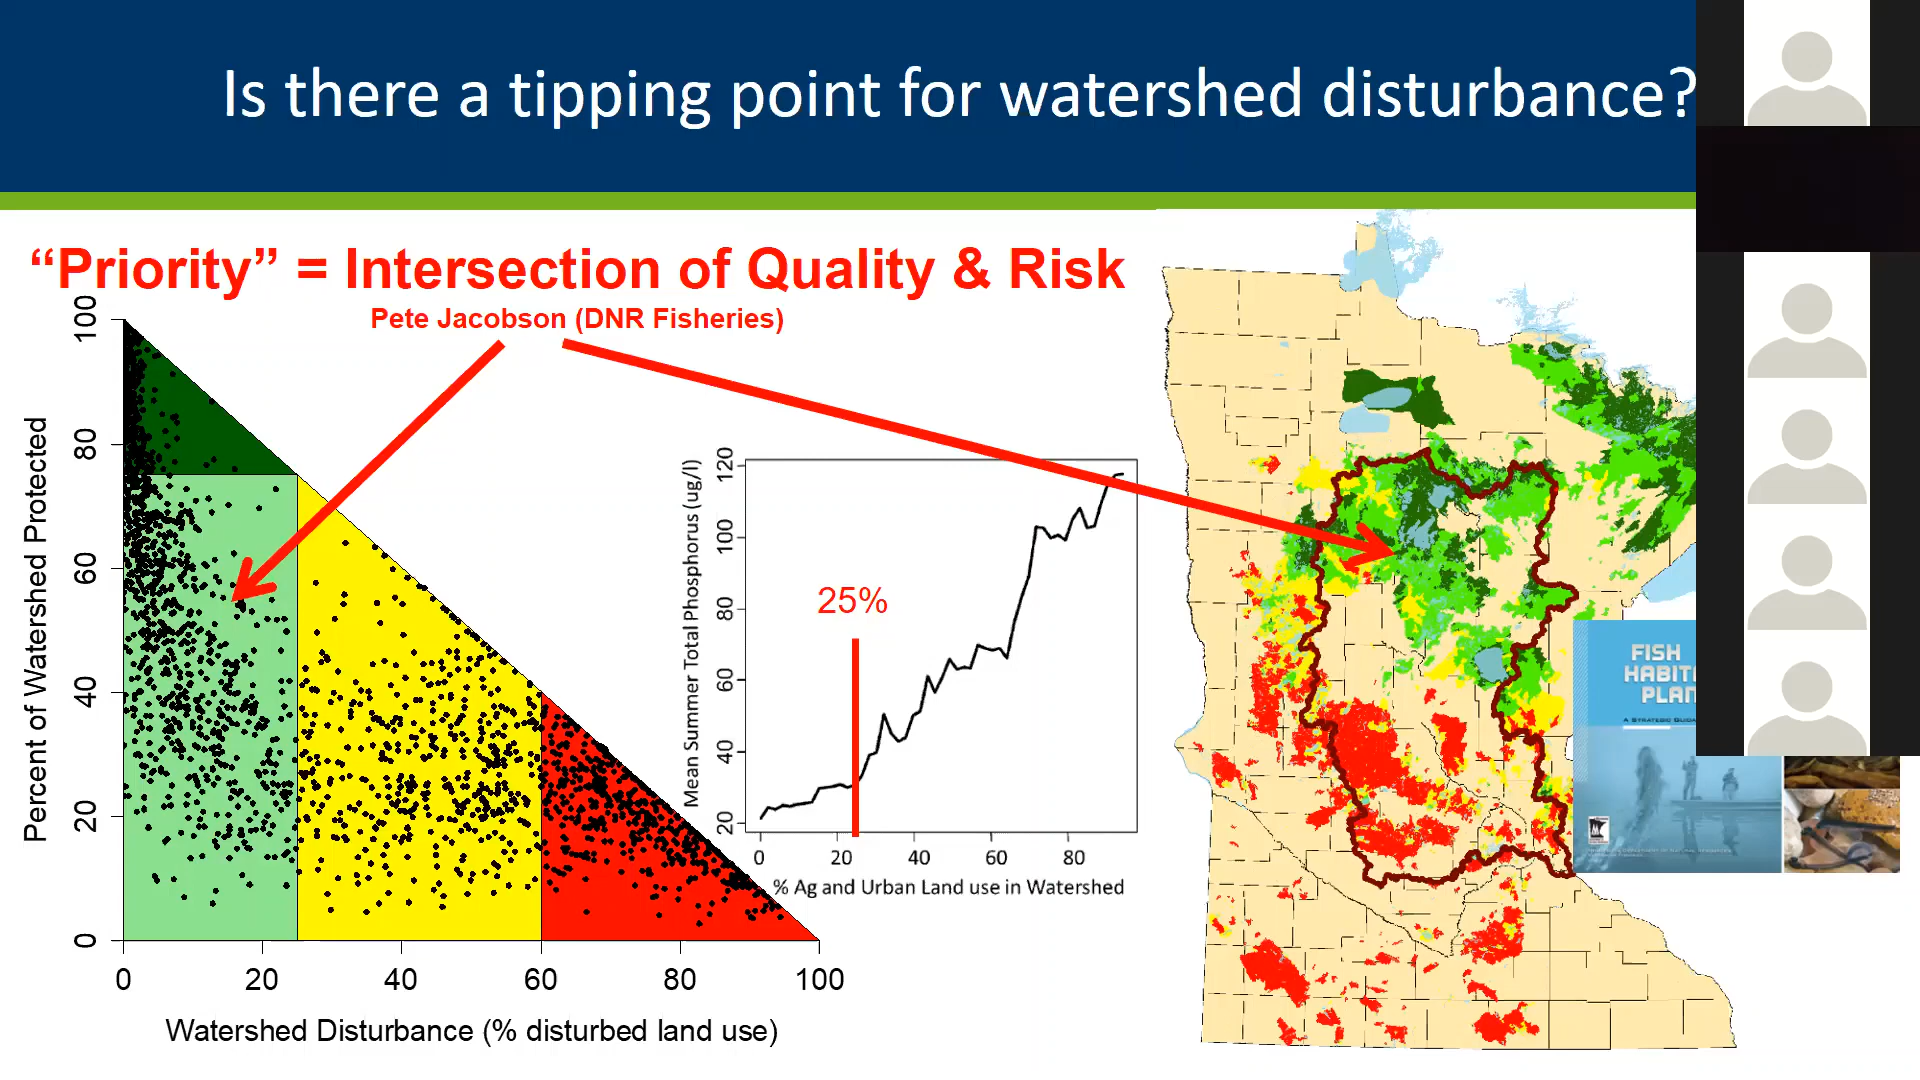 Is there a tipping point for watershed disturbance?
“Priority” = Intersection of Quality & Risk
Pete Jacobson (DNR Fisheries)
Percent of Watershed Protected
100
80
60
40
20
0
0 20 40 60 80 100
Watershed Disturbance (% disturbed land use)
Mean Summer Total Phosphorus (ug/l)
120
100
80
60
40
20
25%
0 20 40 60 80
% Ag and Urban Land use in Watershed
FISH
HABIT
PLAN
A STRATEGIC